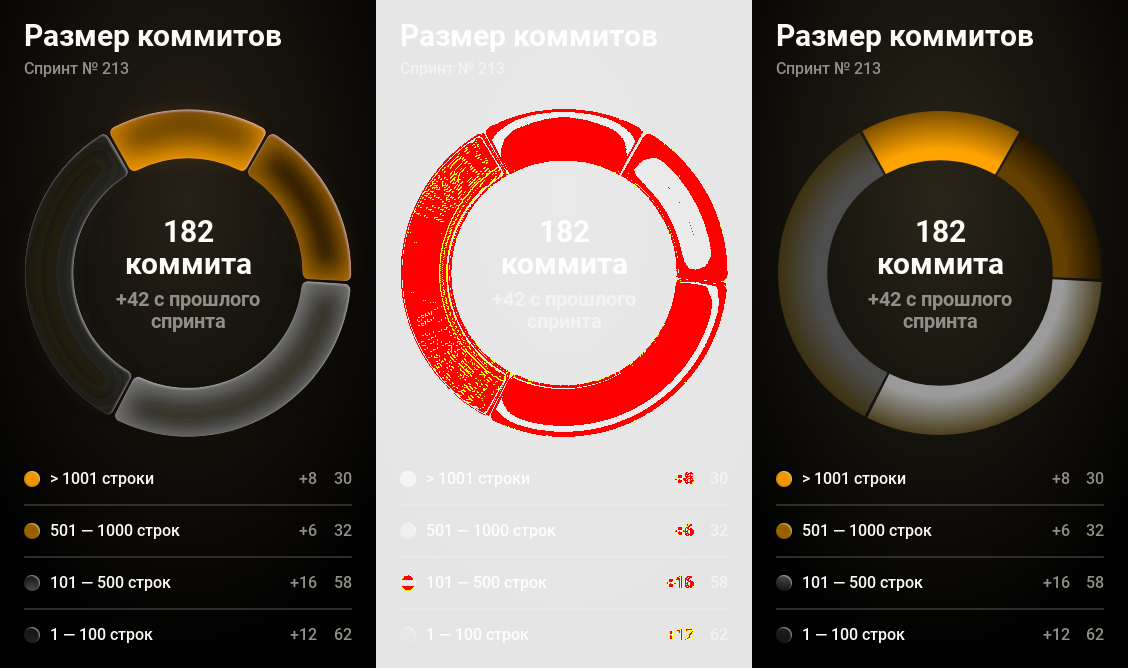 Размер коммитов
Спринт № 213
182
коммита
+42 с прошлого
спринта
> 1001 строки +8 30
501 — 1000 строк +6 32
101 — 500 строк +16 58
1 — 100 строк +12 62
Размер коммитов
Спринт № 213
182
коммита
+42 с прошлого
спринта
> 1001 строки +8 30
501 — 1000 строк +6 32
101 — 500 строк +16 58
1 — 100 строк +12 62
Размер коммитов
Спринт № 213
182
коммита
+42 с прошлого
спринта
> 1001 строки +8 30
501 — 1000 строк +6 32
101 — 500 строк +16 58
1 — 100 строк +12 62